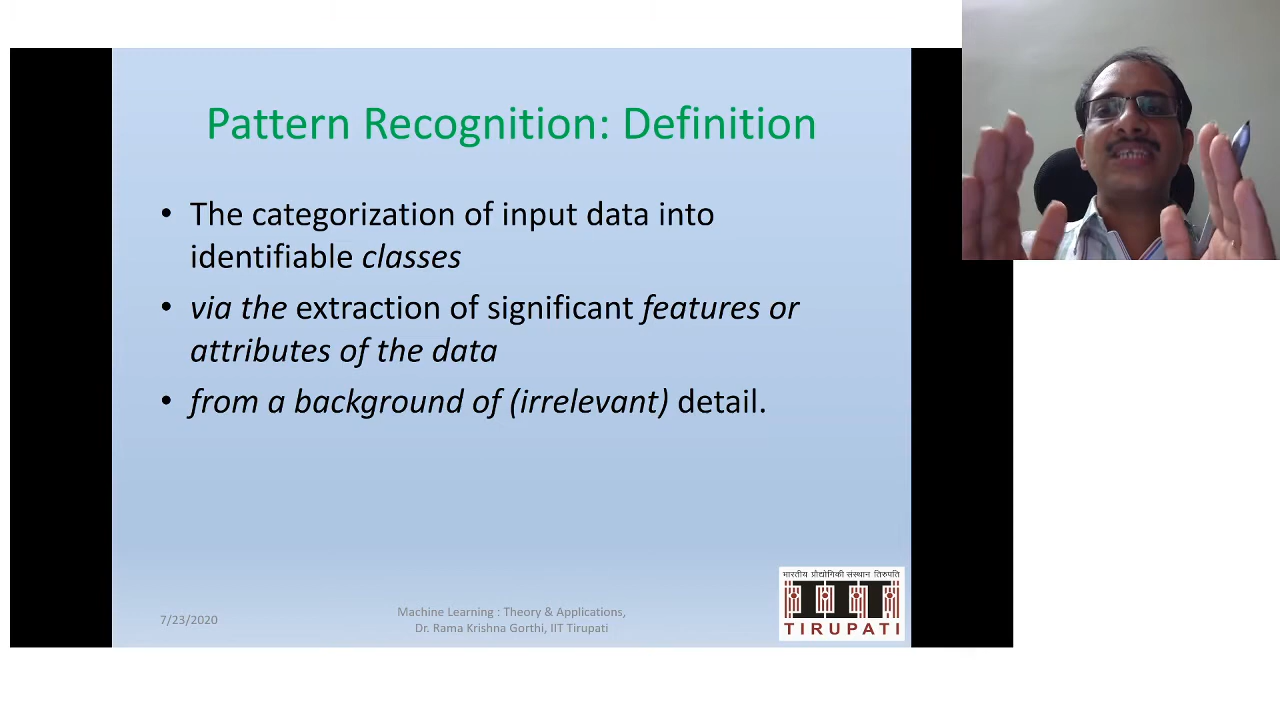 Pattern Recognition: Definition
• The categorization of input data into
identifiable classes
• via the extraction of significant features or
attributes of the data
• from a background of (irrelevant) detail.
भारतीय प्रौद्योगिकी संस्थान तिरुपति
TIRUPATI
7/23/2020
Machine Learning : Theory & Applications,
Dr. Rama Krishna Gorthi, IIT Tirupati